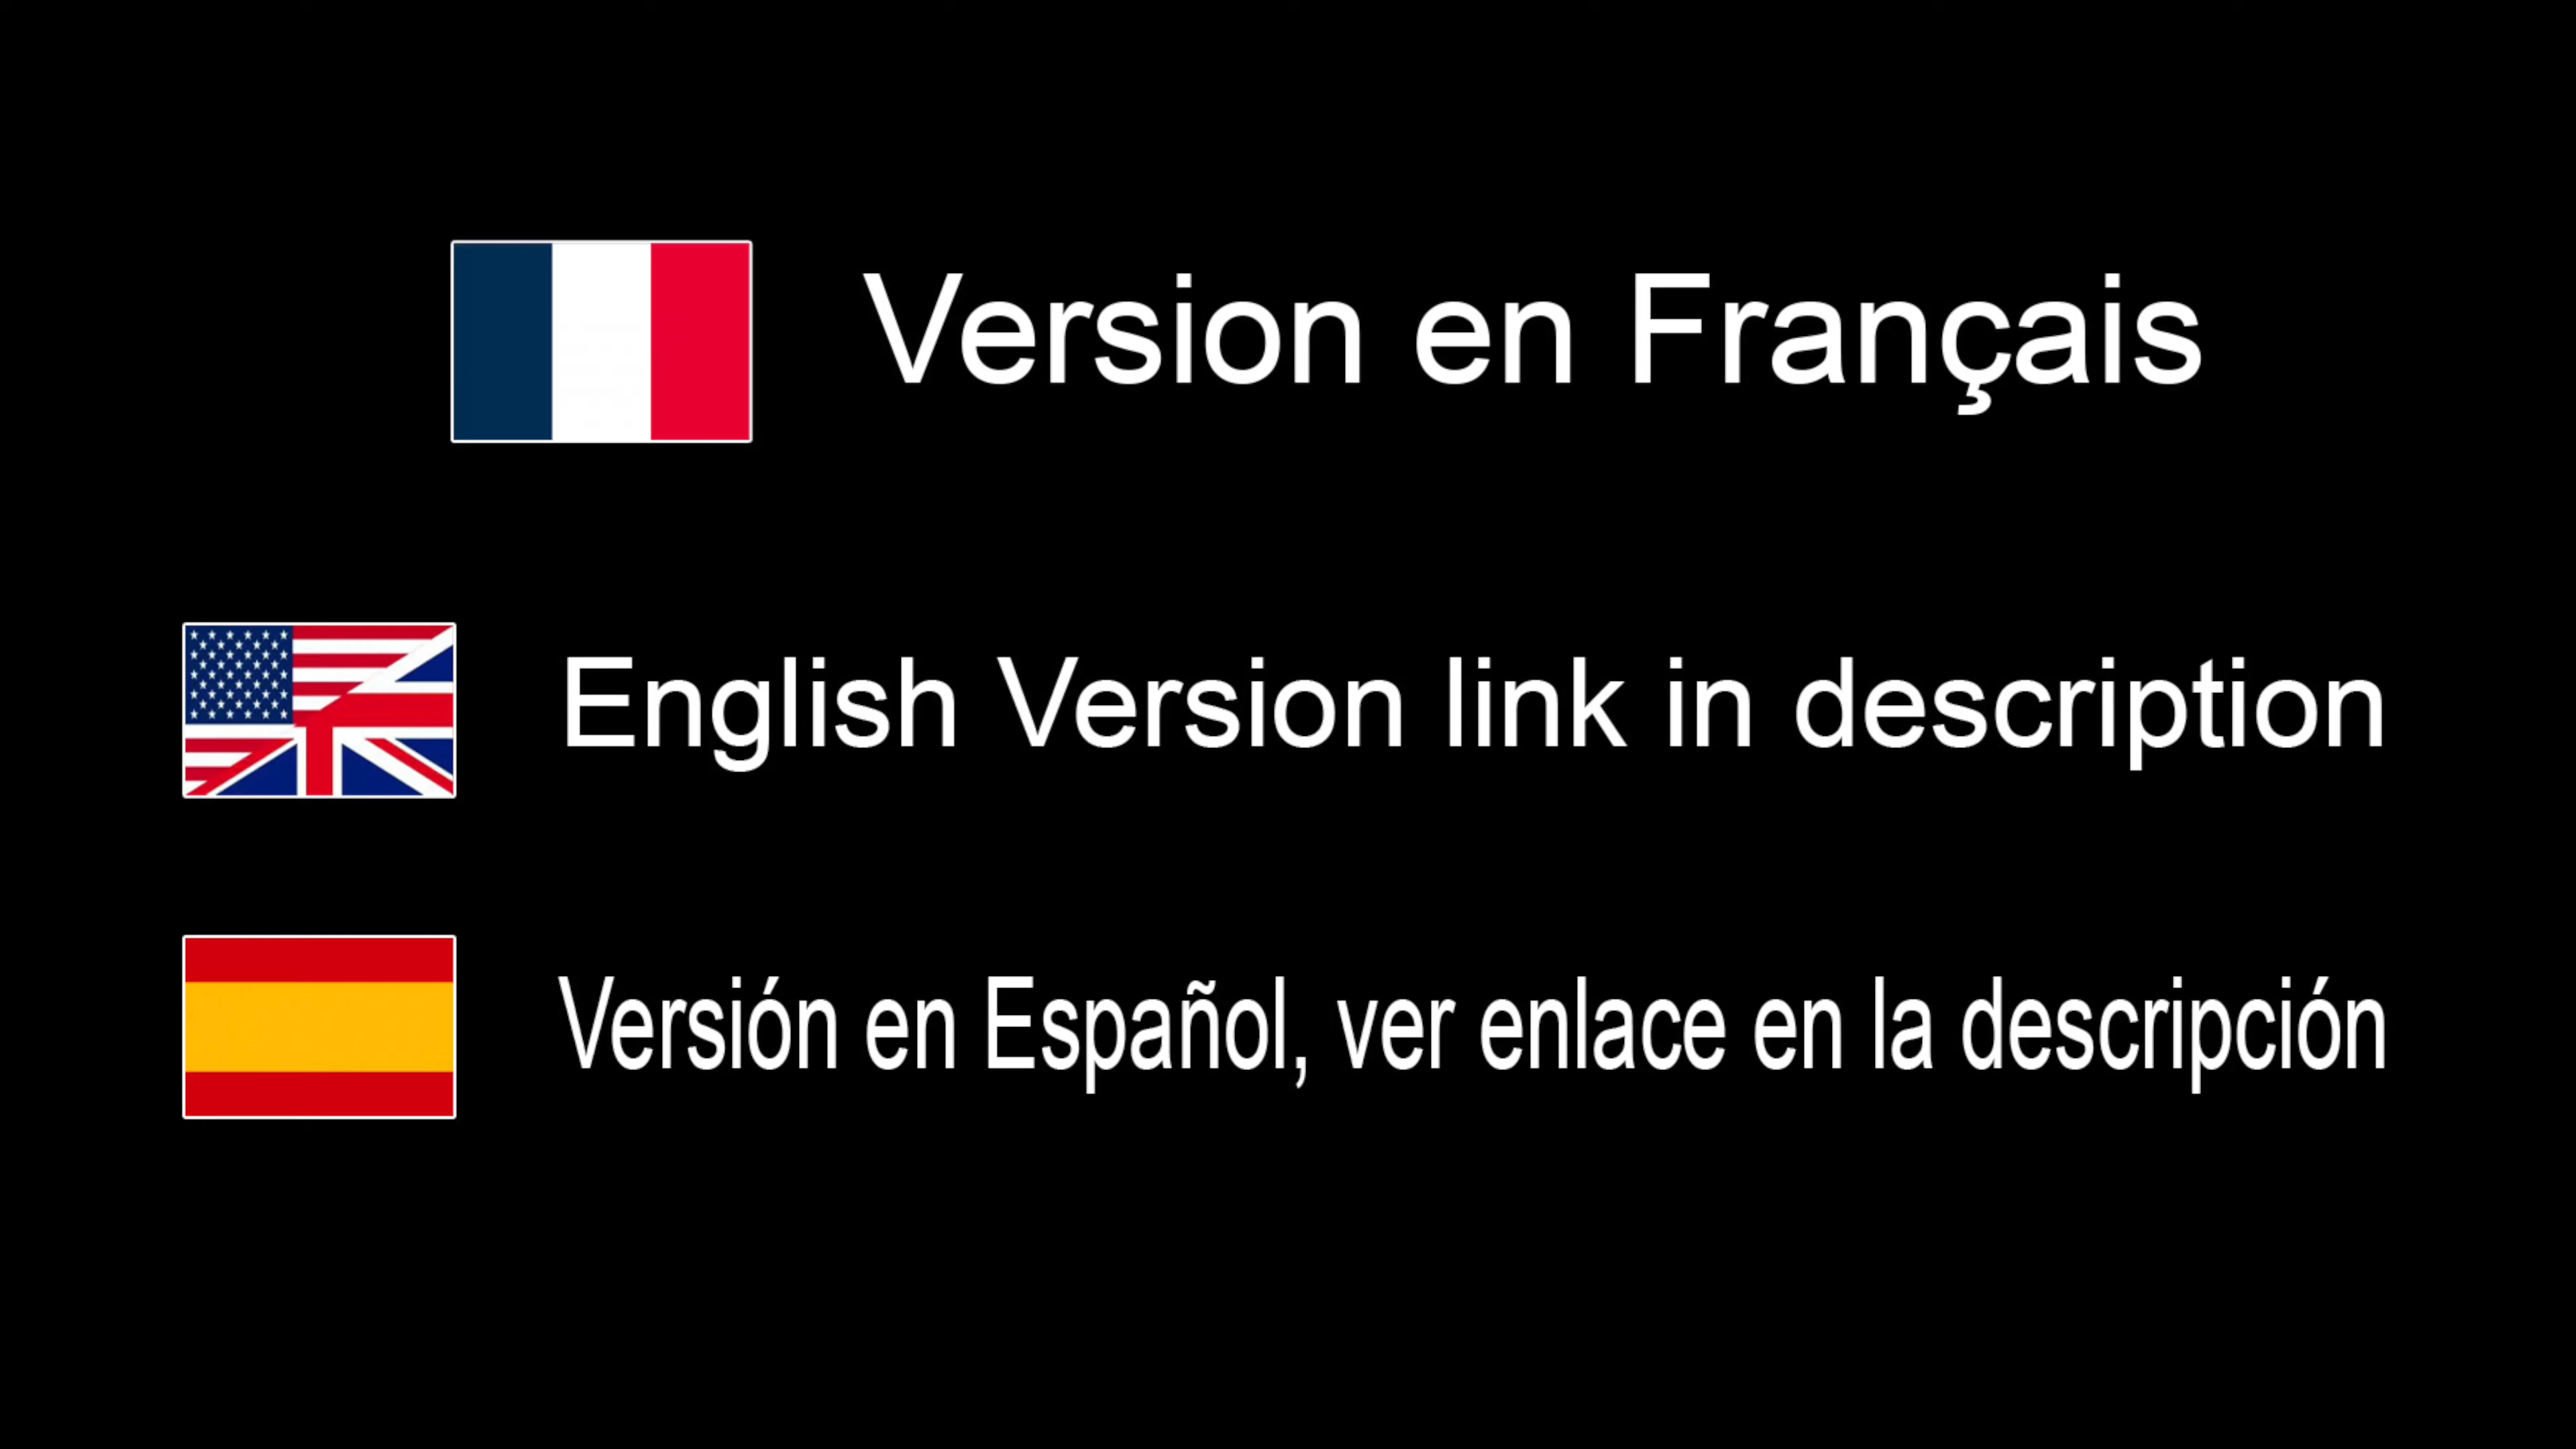 Version en Français
English Version link in description
Versión en Español, ver enlace en la descripción